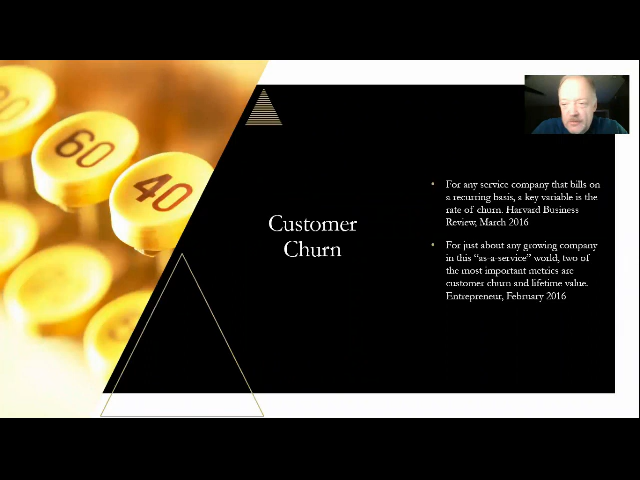 60
40
Customer
Churn
For any service company that bills on
a recurring basis, a key variable is the
rate of churn. Harvard Business
Review, March 2016
For just about any growing company
in this "as-a-service" world, two of
the most important metrics are
customer churn and lifetime value.
Entrepreneur, February 2016